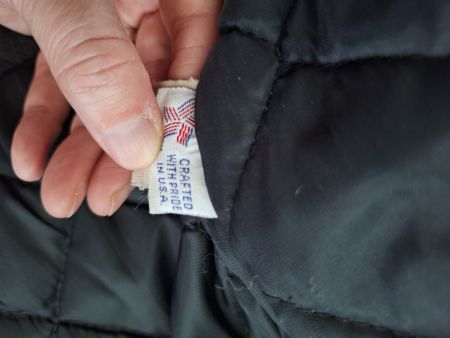 CRAFTED
WITH PRIDE
IN U.S.A.